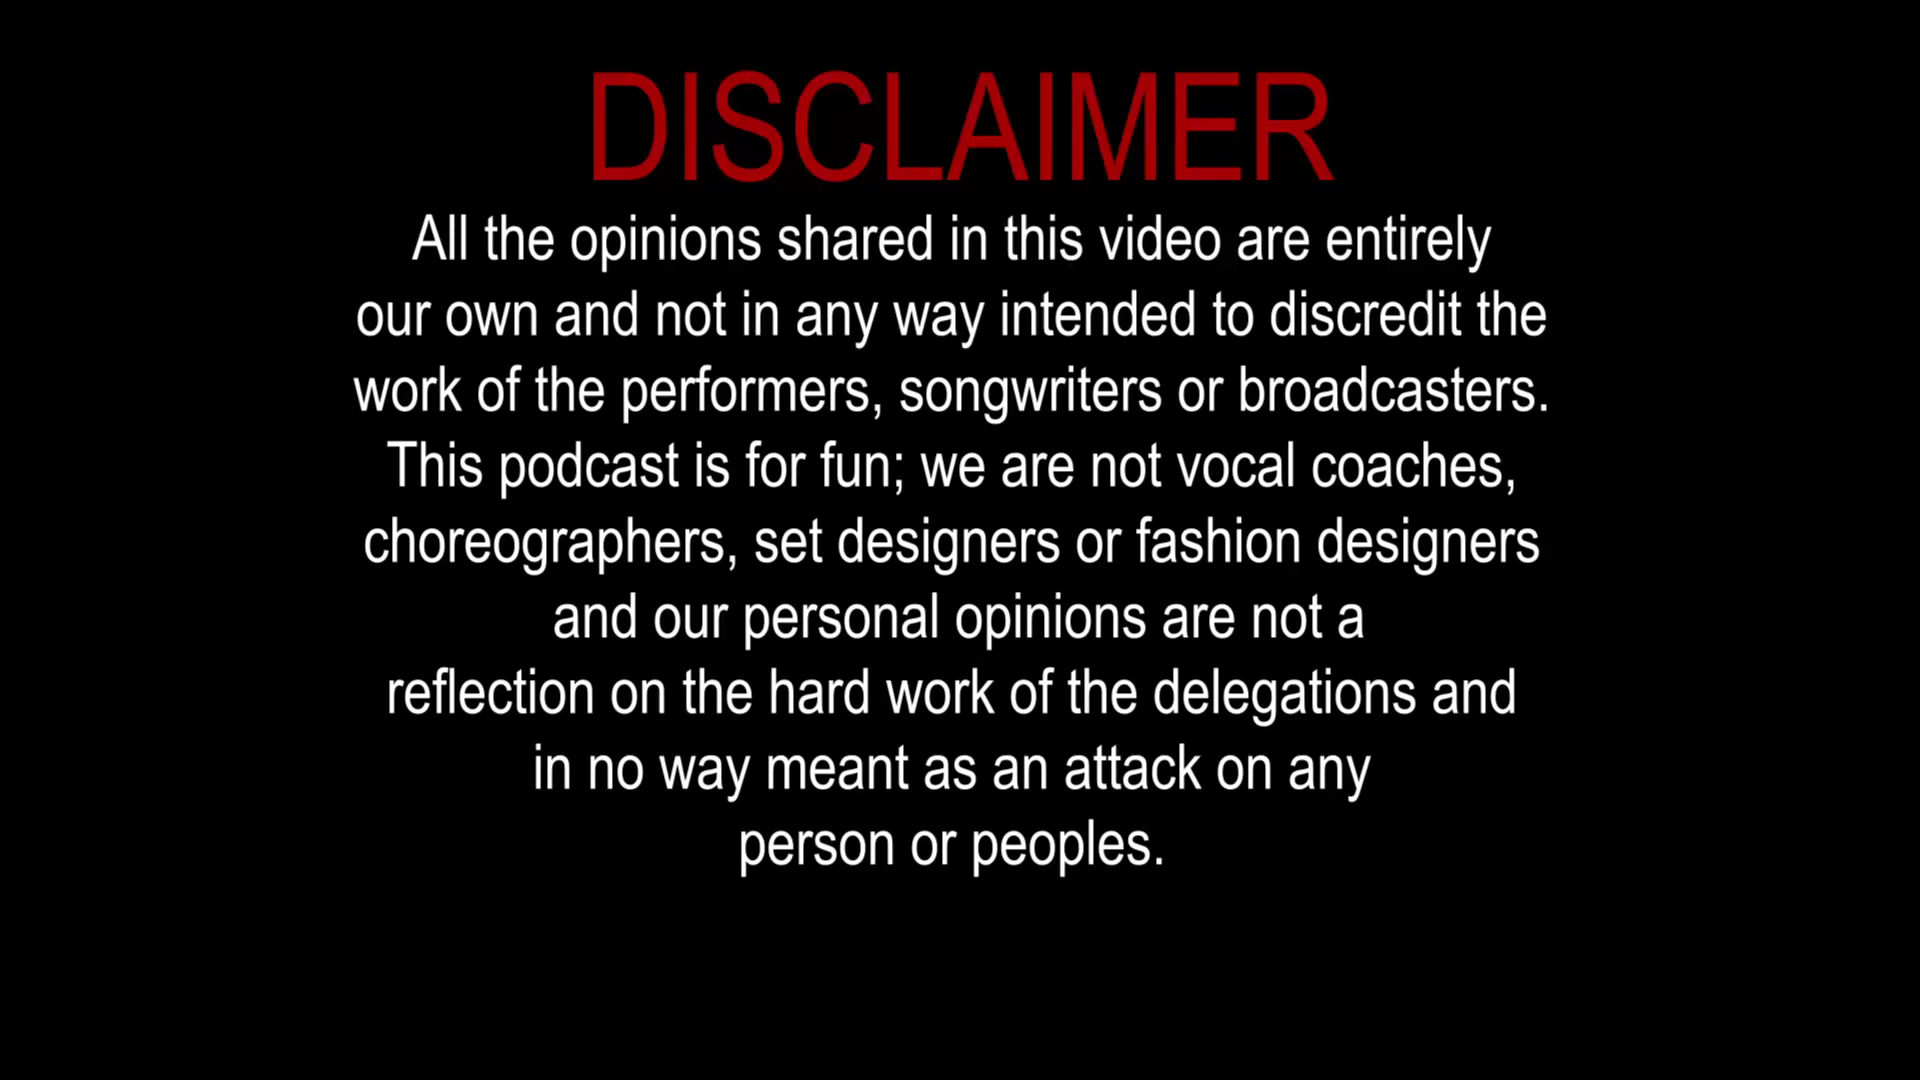 DISCLAIMER
All the opinions shared in this video are entirely
our own and not in any way intended to discredit the
work of the performers, songwriters or broadcasters.
This podcast is for fun; we are not vocal coaches,
choreographers, set designers or fashion designers
and our personal opinions are not a
reflection on the hard work of the delegations and
in no way meant as an attack on any
person or peoples.